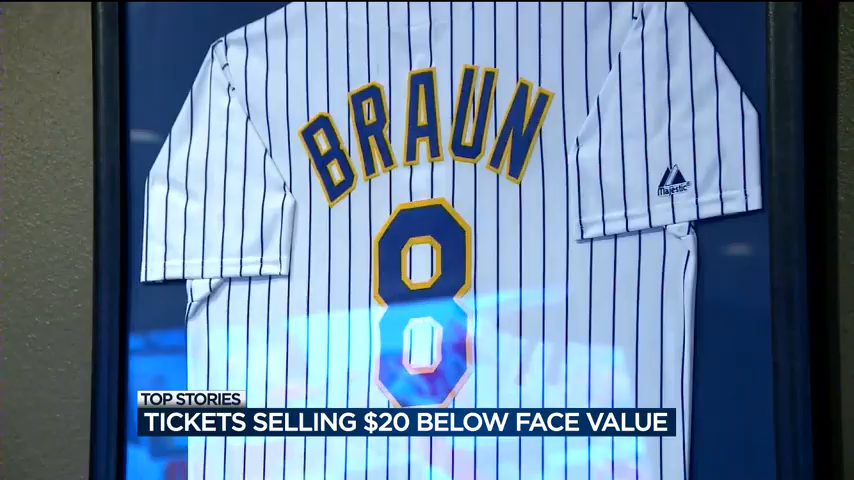 BRAUN
8
Majestic
TOP STORIES
TICKETS SELLING $20 BELOW FACE VALUE